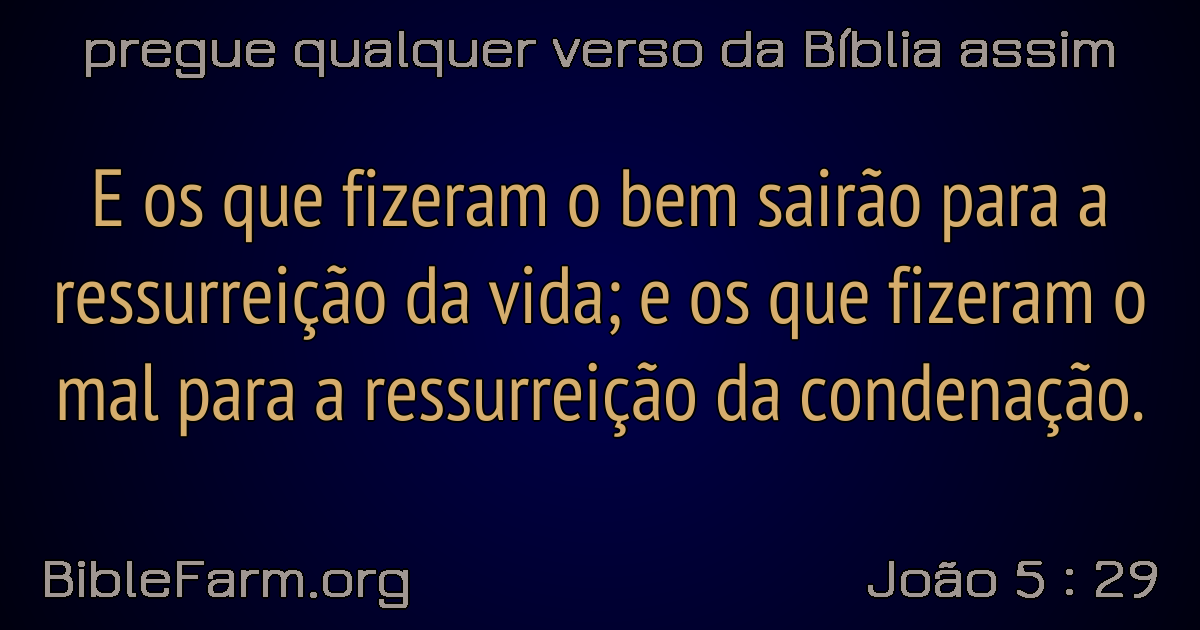 pregue qualquer verso da Bíblia assim
E os que fizeram o bem sairão para a
ressurreição da vida; e os que fizeram o
mal para a ressurreição da condenação.
BibleFarm.org
João 5 : 29